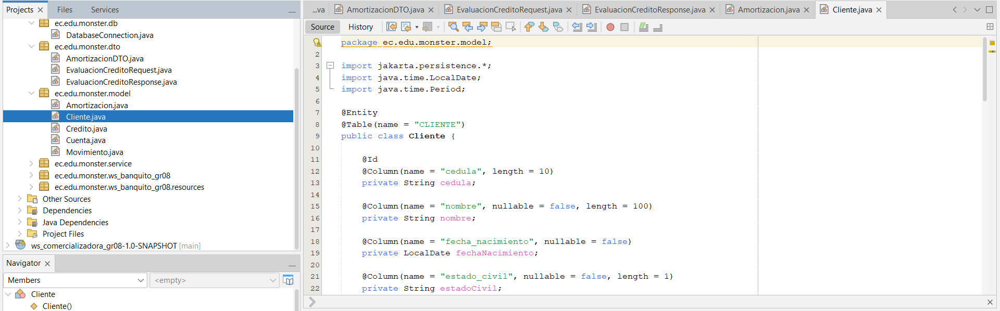 Projects Files Services
ec.edu.monster.db
DatabaseConnection.java
ec.edu.monster.dto
AmortizacionDTO.java
EvaluacionCreditoRequest.java
EvaluacionCreditoResponse.java
ec.edu.monster.model
Amortizacion.java
Cliente.java
Credito.java
Cuenta.java
Movimiento.java
ec.edu.monster.service
ec.edu.monster.ws_banquito_gr08
ec.edu.monster.ws_banquito_gr08.resources
Other Sources
Dependencies
Java Dependencies
Project Files
ws_comercializadora_gr08-1.0-SNAPSHOT [main]
Navigator
Members <empty>
Cliente
Cliente()
...va AmortizacionDTO.java EvaluacionCreditoRequest.java EvaluacionCreditoResponse.java Amortizacion.java Cliente.java
Source History
package ec.edu.monster.model;
2
3 import jakarta.persistence.*;
4 import java.time.LocalDate;
5 import java.time.Period;
6
7 @Entity
8 @Table(name = "CLIENTE")
9 public class Cliente {
10
11 @Id
12 @Column(name = "cedula", length = 10)
13 private String cedula;
14
15 @Column(name = "nombre", nullable = false, length = 100)
16 private String nombre;
17
18 @Column(name = "fecha_nacimiento", nullable = false)
19 private LocalDate fechaNacimiento;
20
21 @Column(name = "estado_civil", nullable = false, length = 1)
22 private String estadoCivil;